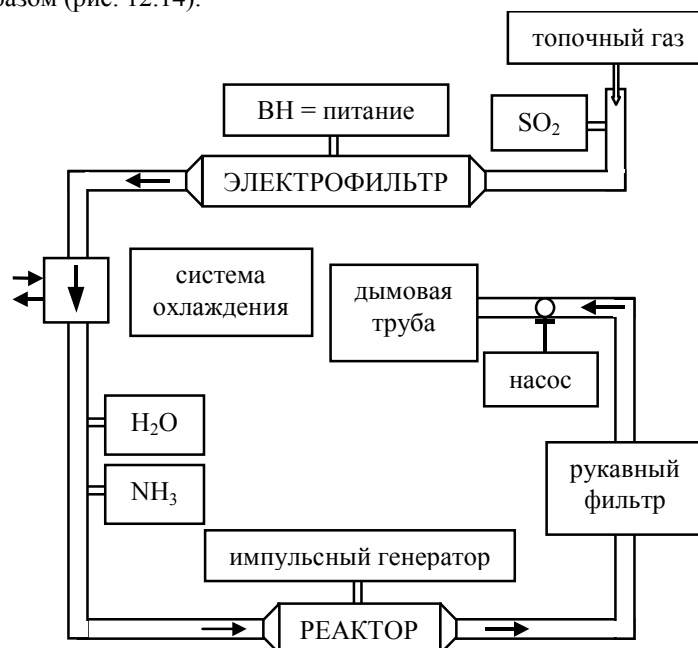 разом (рис. 12.14).
топочный газ
ВН = питание
SO₂
ЭЛЕКТРОФИЛЬТР
система
охлаждения
дымовая
труба
насос
H₂O
NH₃
рукавный
фильтр
импульсный генератор
РЕАКТОР